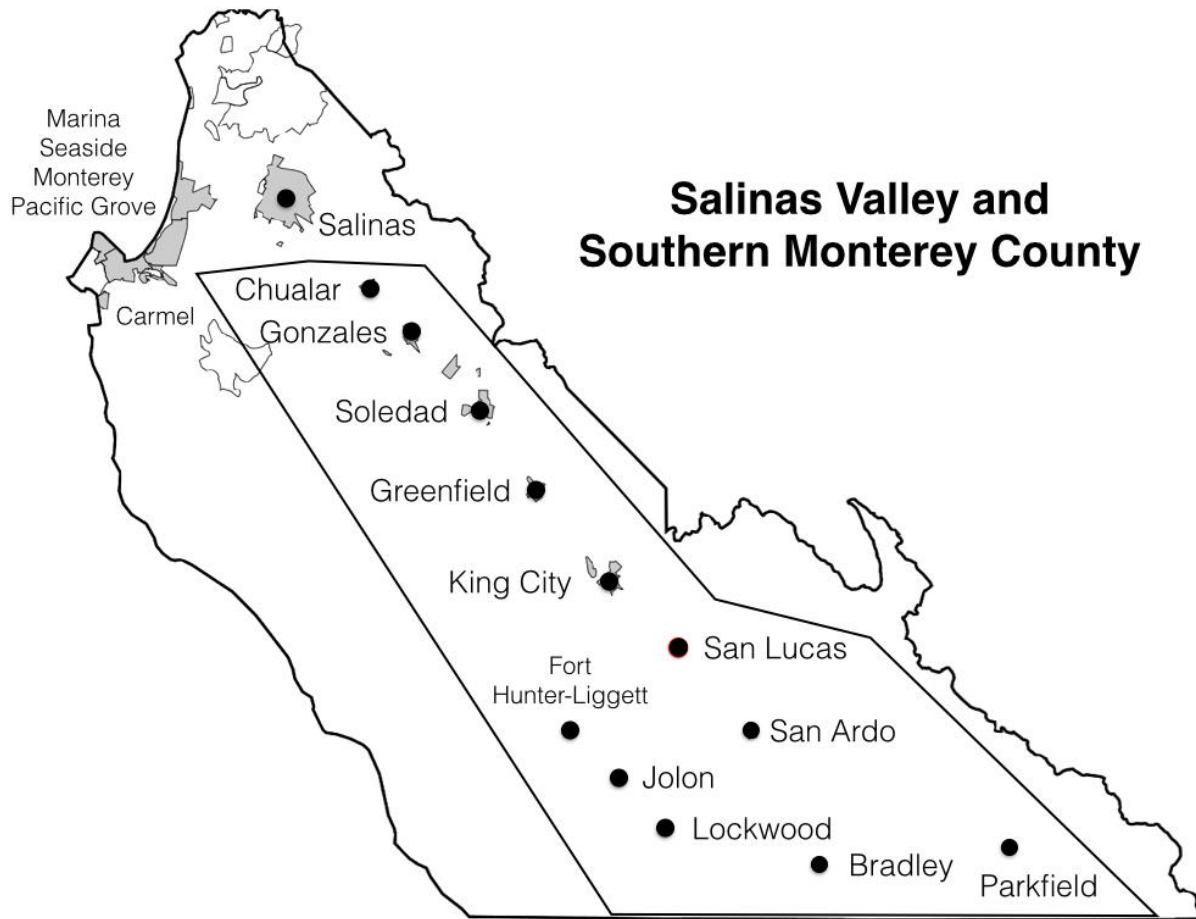 Marina
Seaside
Monterey
Pacific Grove
Salinas Valley and
Southern Monterey County
Salinas
Chualar
Carmel
Gonzales
Soledad
Greenfield
King City
San Lucas
Fort
Hunter-Liggett
San Ardo
Jolon
Lockwood
Bradley
Parkfield